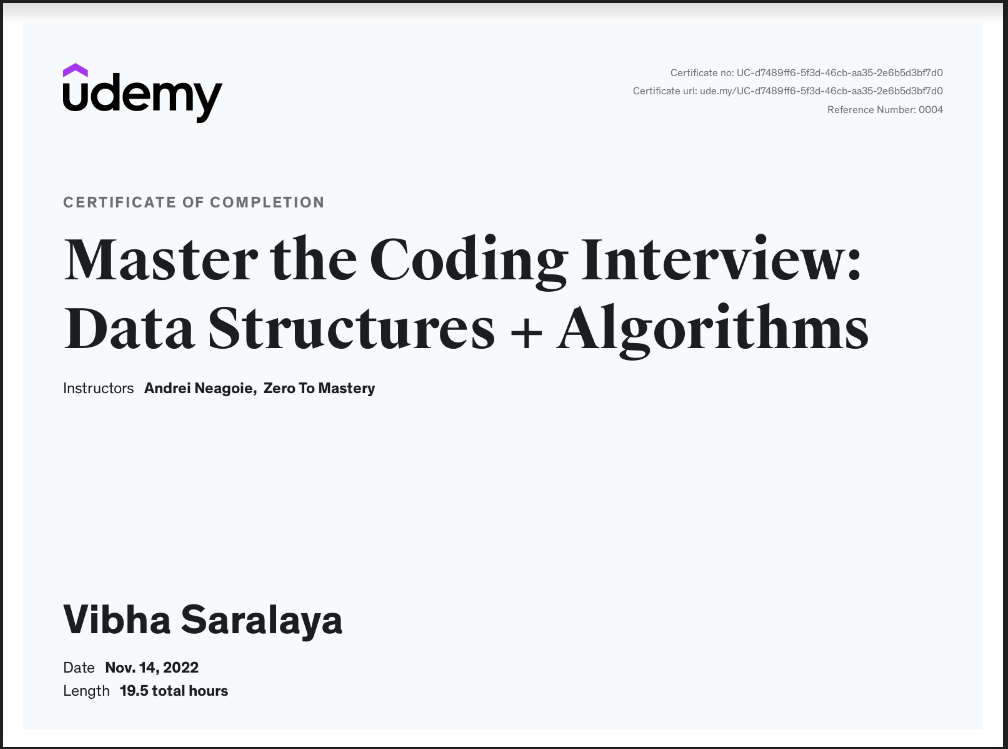 udemy
Certificate no: UC-d7489ff6-5f3d-46cb-aa35-2e6b5d3bf7d0
Certificate url: ude.my/UC-d7489ff6-5f3d-46cb-aa35-2e6b5d3bf7d0
Reference Number: 0004
CERTIFICATE OF COMPLETION
Master the Coding Interview:
Data Structures + Algorithms
Instructors Andrei Neagoie, Zero To Mastery
Vibha Saralaya
Date Nov. 14, 2022
Length 19.5 total hours